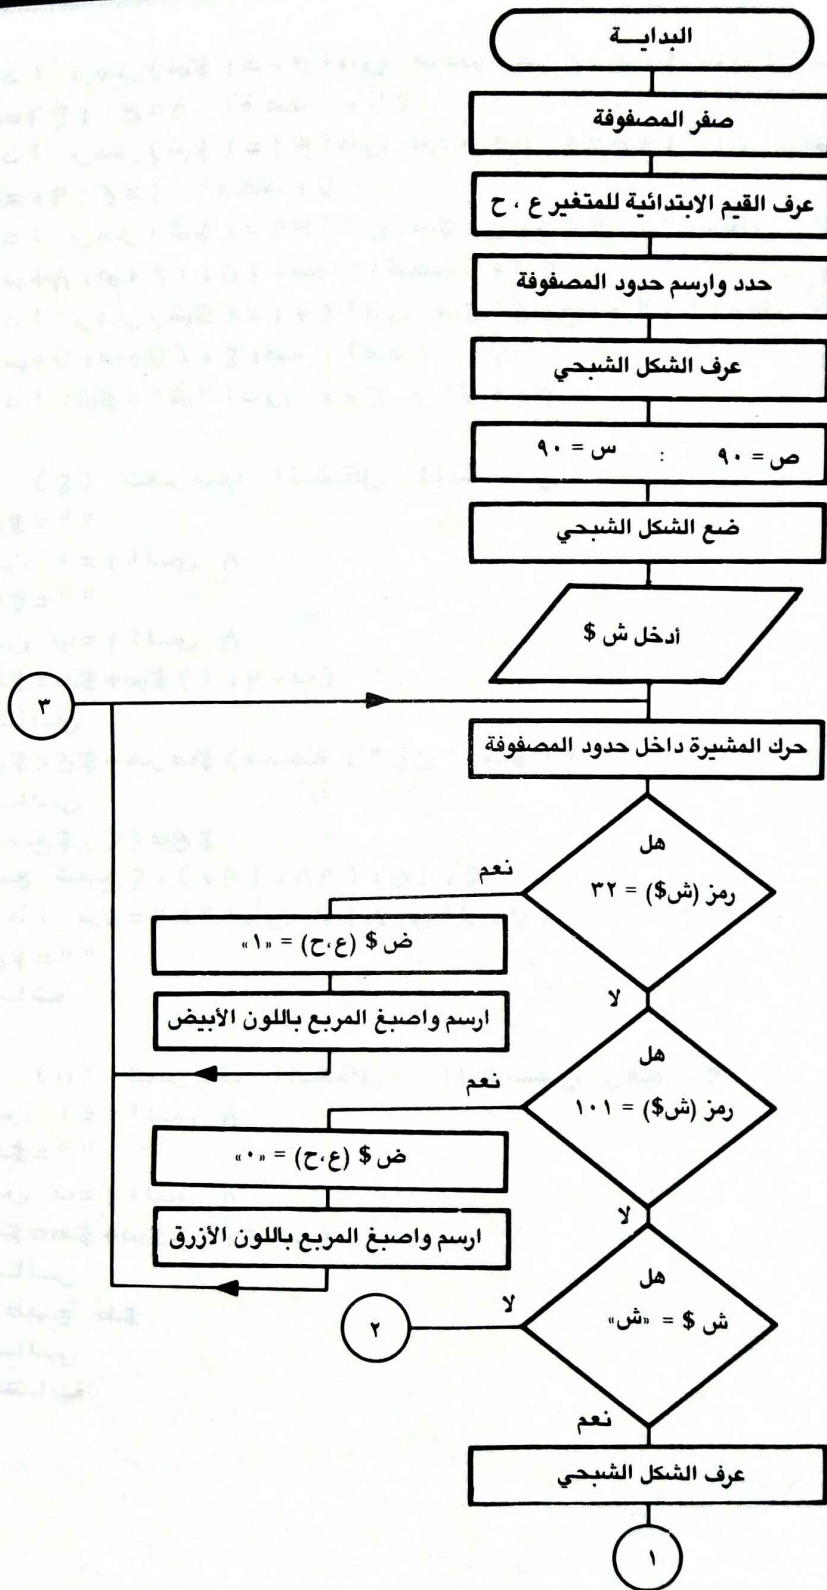 البدايـــة
صفر المصفوفة
عرف القيم الابتدائية للمتغير ع ، ح
حدد وارسم حدود المصفوفة
عرف الشكل الشبحي
ص = ٩٠ : س = ٩٠
ضع الشكل الشبحي
أدخل ش $
٣
حرك المشيرة داخل حدود المصفوفة
هل
رمز (ش$) = ٣٢
نعم
ض $ (ع،ح) = «١»
ارسم واصبغ المربع باللون الأبيض
لا
هل
رمز (ش$) = ١٠١
نعم
ض $ (ع،ح) = «٠»
ارسم واصبغ المربع باللون الأزرق
لا
هل
ش $ = «ش»
لا
٢
نعم
عرف الشكل الشبحي
١